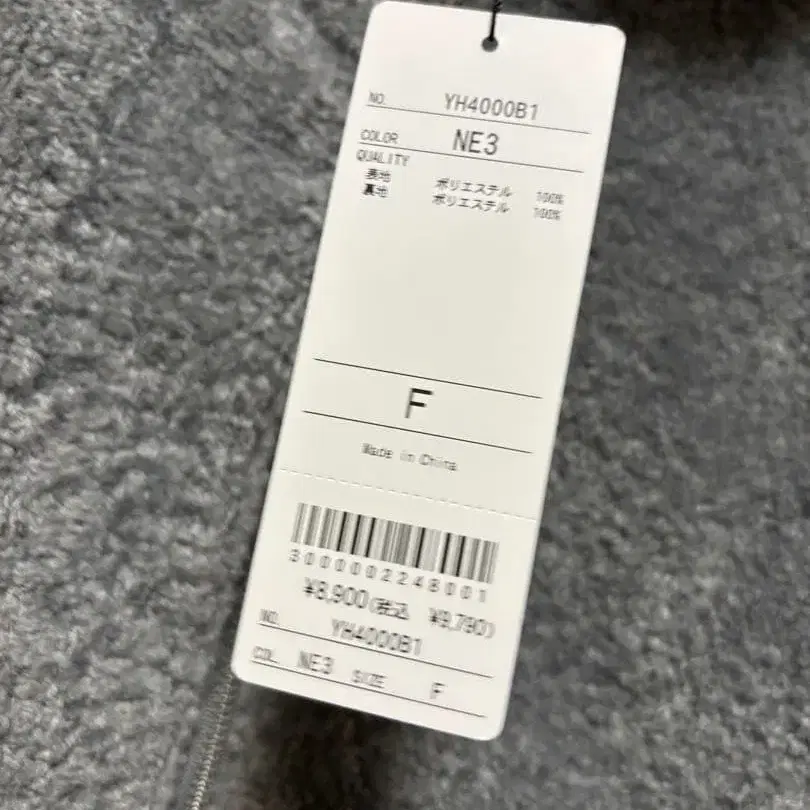 NO. YH4000B1
COLOR NE3
QUALITY
表地 ポリエステル 100%
裏地 ポリエステル 100%
F
Made in China
3000002248001
¥8,900(税込 ¥9,790)
NO. YH4000B1
COL. NE3 SIZE F